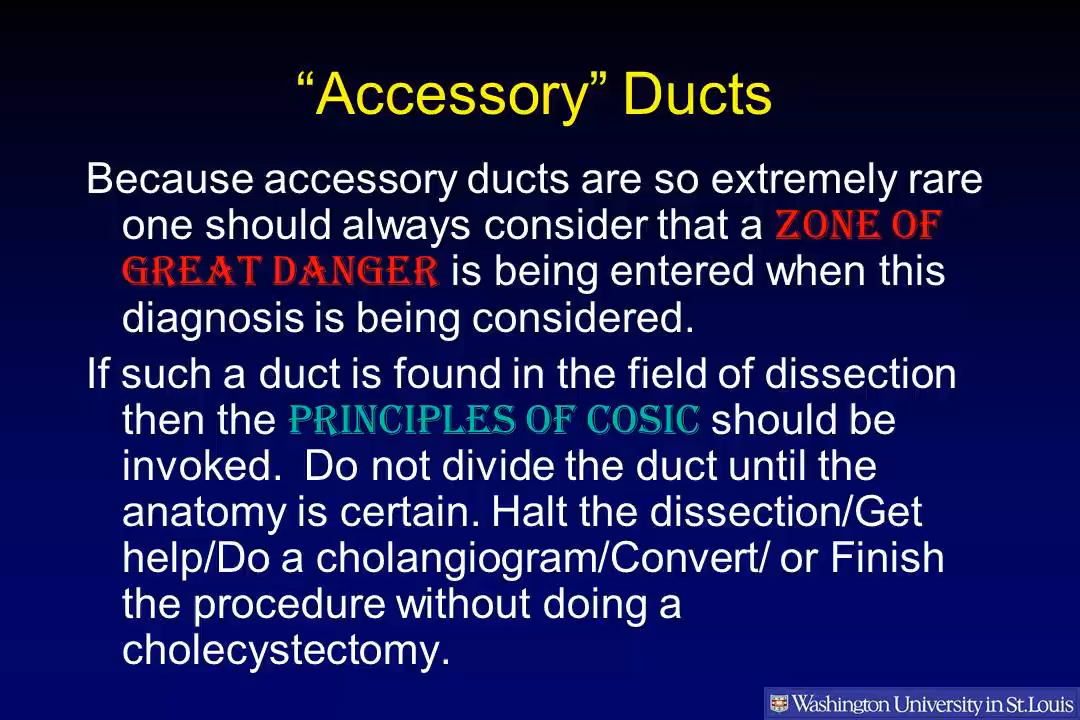 “Accessory” Ducts
Because accessory ducts are so extremely rare
one should always consider that a ZONE OF
GREAT DANGER is being entered when this
diagnosis is being considered.
If such a duct is found in the field of dissection
then the PRINCIPLES OF COSIC should be
invoked. Do not divide the duct until the
anatomy is certain. Halt the dissection/Get
help/Do a cholangiogram/Convert/ or Finish
the procedure without doing a
cholecystectomy.
Washington University in St.Louis